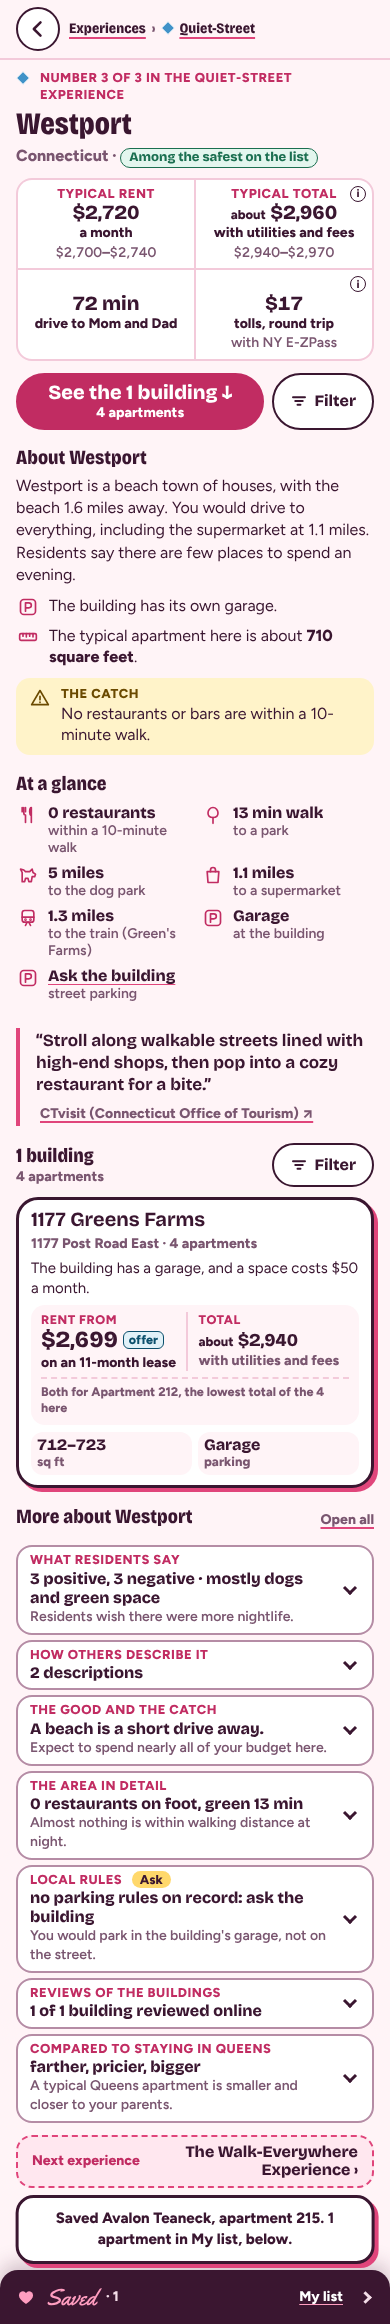 Experiences › Quiet-Street
NUMBER 3 OF 3 IN THE QUIET-STREET
EXPERIENCE
Westport
Connecticut · Among the safest on the list
TYPICAL RENT
$2,720
a month
$2,700–$2,740
TYPICAL TOTAL
about $2,960
with utilities and fees
$2,940–$2,970
72 min
drive to Mom and Dad
$17
tolls, round trip
with NY E-ZPass
See the 1 building ↓
4 apartments
Filter
About Westport
Westport is a beach town of houses, with the
beach 1.6 miles away. You would drive to
everything, including the supermarket at 1.1 miles.
Residents say there are few places to spend an
evening.
The building has its own garage.
The typical apartment here is about 710
square feet.
THE CATCH
No restaurants or bars are within a 10-
minute walk.
At a glance
0 restaurants
within a 10-minute
walk
13 min walk
to a park
5 miles
to the dog park
1.1 miles
to a supermarket
1.3 miles
to the train (Green's
Farms)
Garage
at the building
Ask the building
street parking
“Stroll along walkable streets lined with
high-end shops, then pop into a cozy
restaurant for a bite.”
CTvisit (Connecticut Office of Tourism) ↗
1 building
4 apartments
Filter
1177 Greens Farms
1177 Post Road East · 4 apartments
The building has a garage, and a space costs $50
a month.
RENT FROM
$2,699 offer
on an 11-month lease
TOTAL
about $2,940
with utilities and fees
Both for Apartment 212, the lowest total of the 4
here
712–723
sq ft
Garage
parking
More about Westport
Open all
WHAT RESIDENTS SAY
3 positive, 3 negative · mostly dogs
and green space
Residents wish there were more nightlife.
HOW OTHERS DESCRIBE IT
2 descriptions
THE GOOD AND THE CATCH
A beach is a short drive away.
Expect to spend nearly all of your budget here.
THE AREA IN DETAIL
0 restaurants on foot, green 13 min
Almost nothing is within walking distance at
night.
LOCAL RULES Ask
no parking rules on record: ask the
building
You would park in the building's garage, not on
the street.
REVIEWS OF THE BUILDINGS
1 of 1 building reviewed online
COMPARED TO STAYING IN QUEENS
farther, pricier, bigger
A typical Queens apartment is smaller and
closer to your parents.
Next experience
The Walk-Everywhere
Experience ›
Saved Avalon Teaneck, apartment 215. 1
apartment in My list, below.
Saved · 1
My list